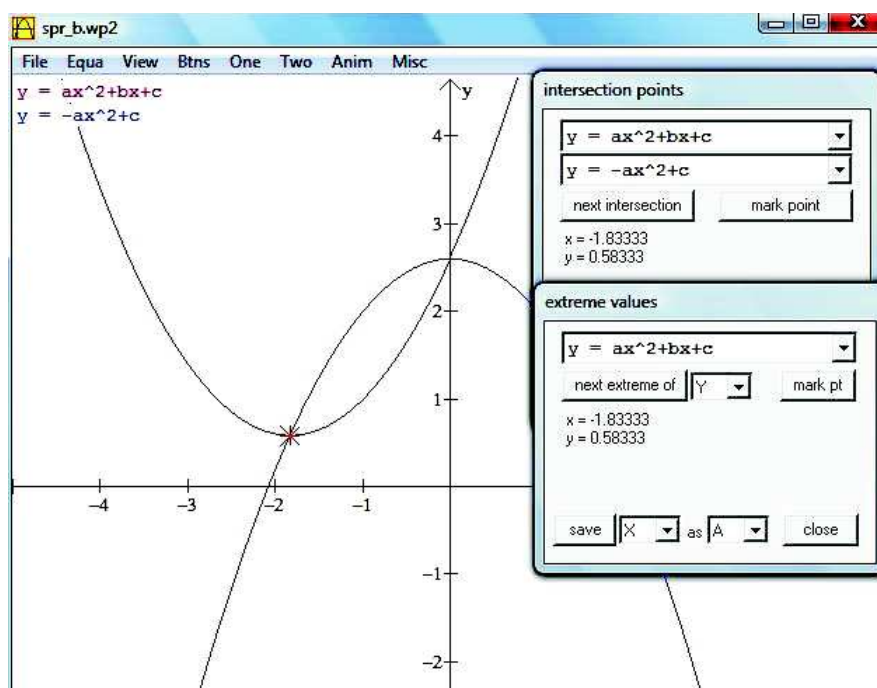 spr_b.wp2
File Equa View Btns One Two Anim Misc
y = ax^2+bx+c
y = -ax^2+c
y
4
3
2
1
-1
-2
-4 -3 -2 -1
intersection points
y = ax^2+bx+c
y = -ax^2+c
next intersection mark point
x = -1.83333
y = 0.58333
extreme values
y = ax^2+bx+c
next extreme of Y mark pt
x = -1.83333
y = 0.58333
save X as A close